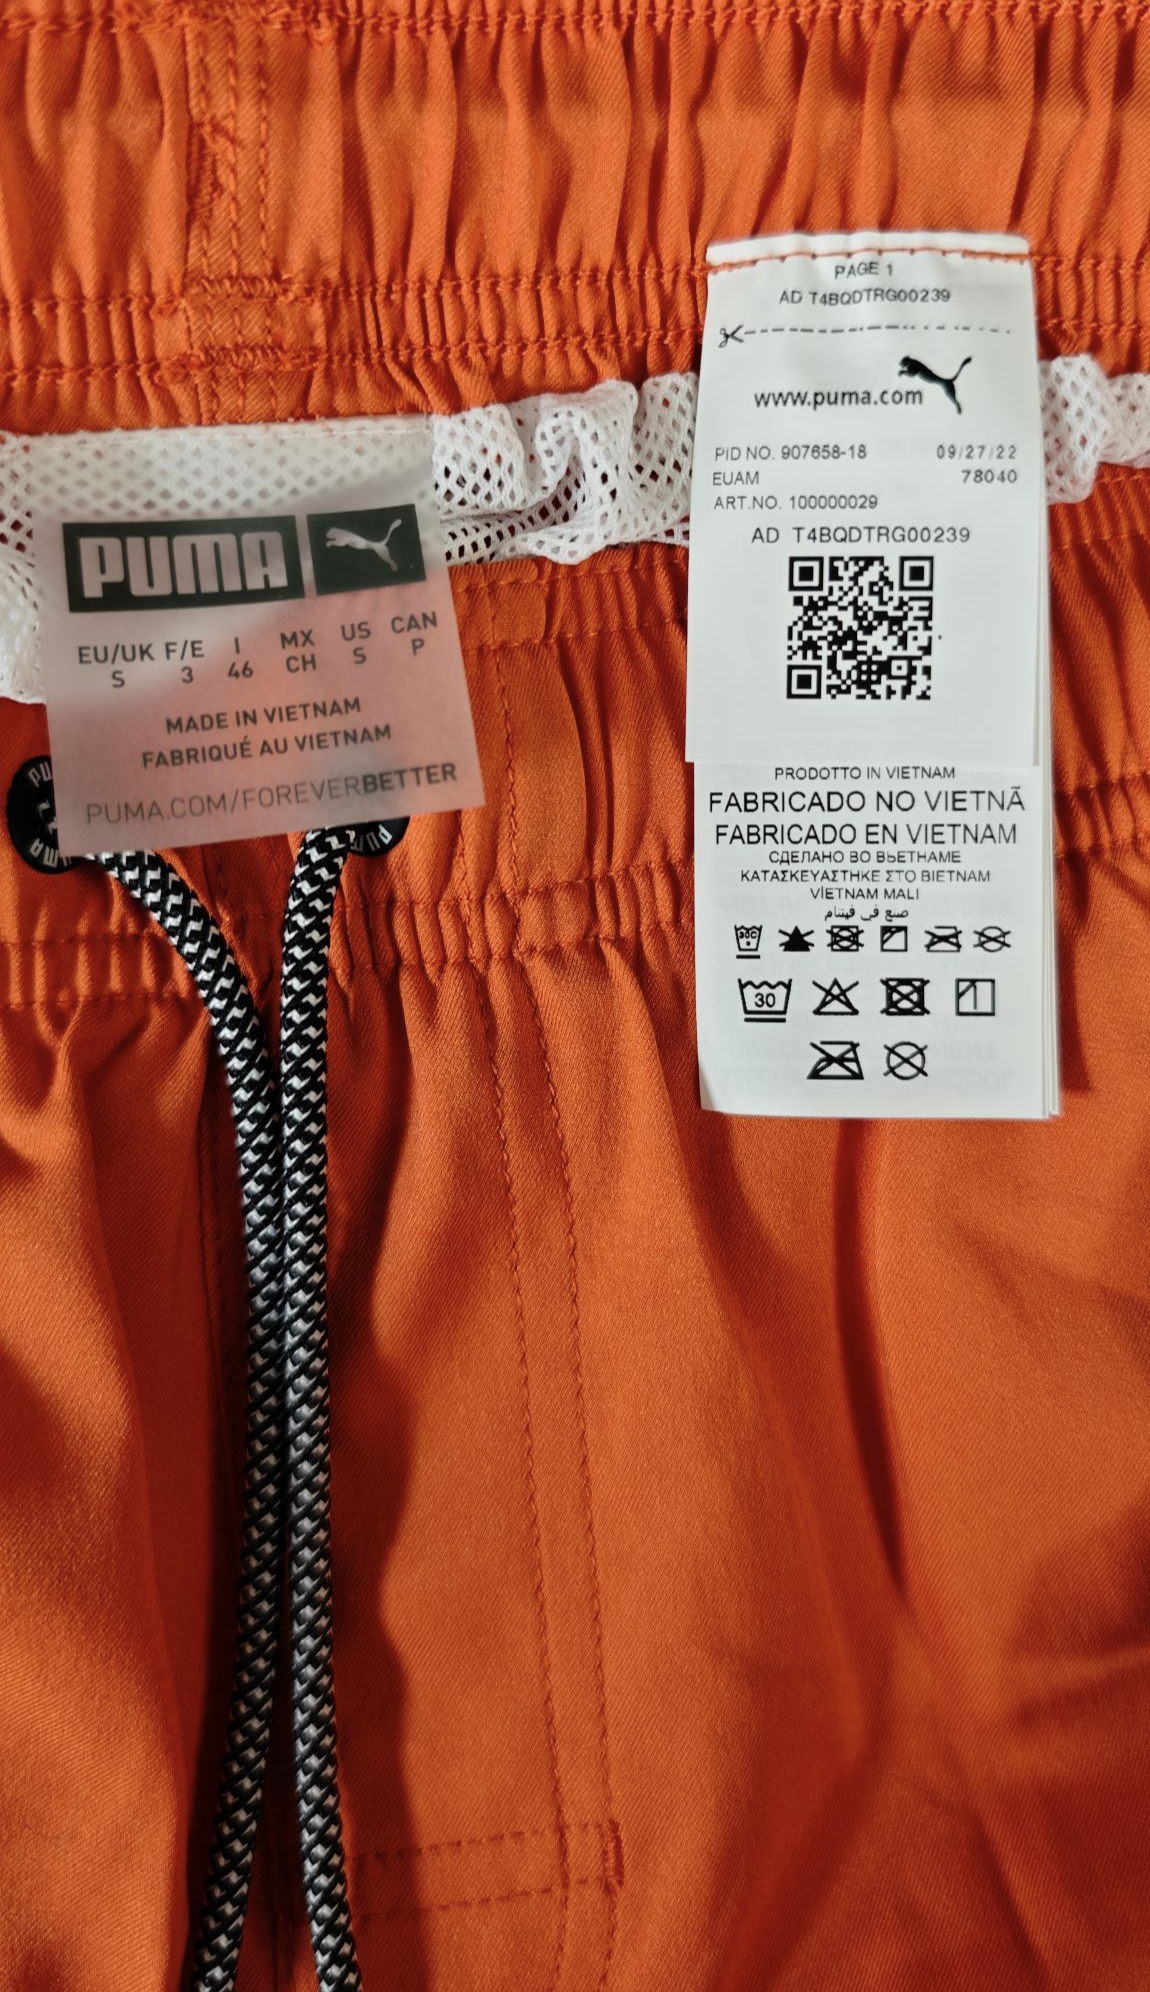 PUMA
EU/UK F/E I MX US CAN
S 3 46 CH S P
MADE IN VIETNAM
FABRIQUÉ AU VIETNAM
PUMA.COM/FOREVERBETTER
PAGE 1
AD T4BQDTRG00239
www.puma.com
PID NO. 907658-18 09/27/22
EUAM 78040
ART.NO. 100000029
AD T4BQDTRG00239
PRODOTTO IN VIETNAM
FABRICADO NO VIETNÃ
FABRICADO EN VIETNAM
СДЕЛАНО ВО ВЬЕТНАМЕ
ΚΑΤΑΣΚΕΥΑΣΤΗΚΕ ΣΤΟ ΒΙΕΤΝΑΜ
VİETNAM MALI
صنع في فيتنام
30°C
30
PUMA